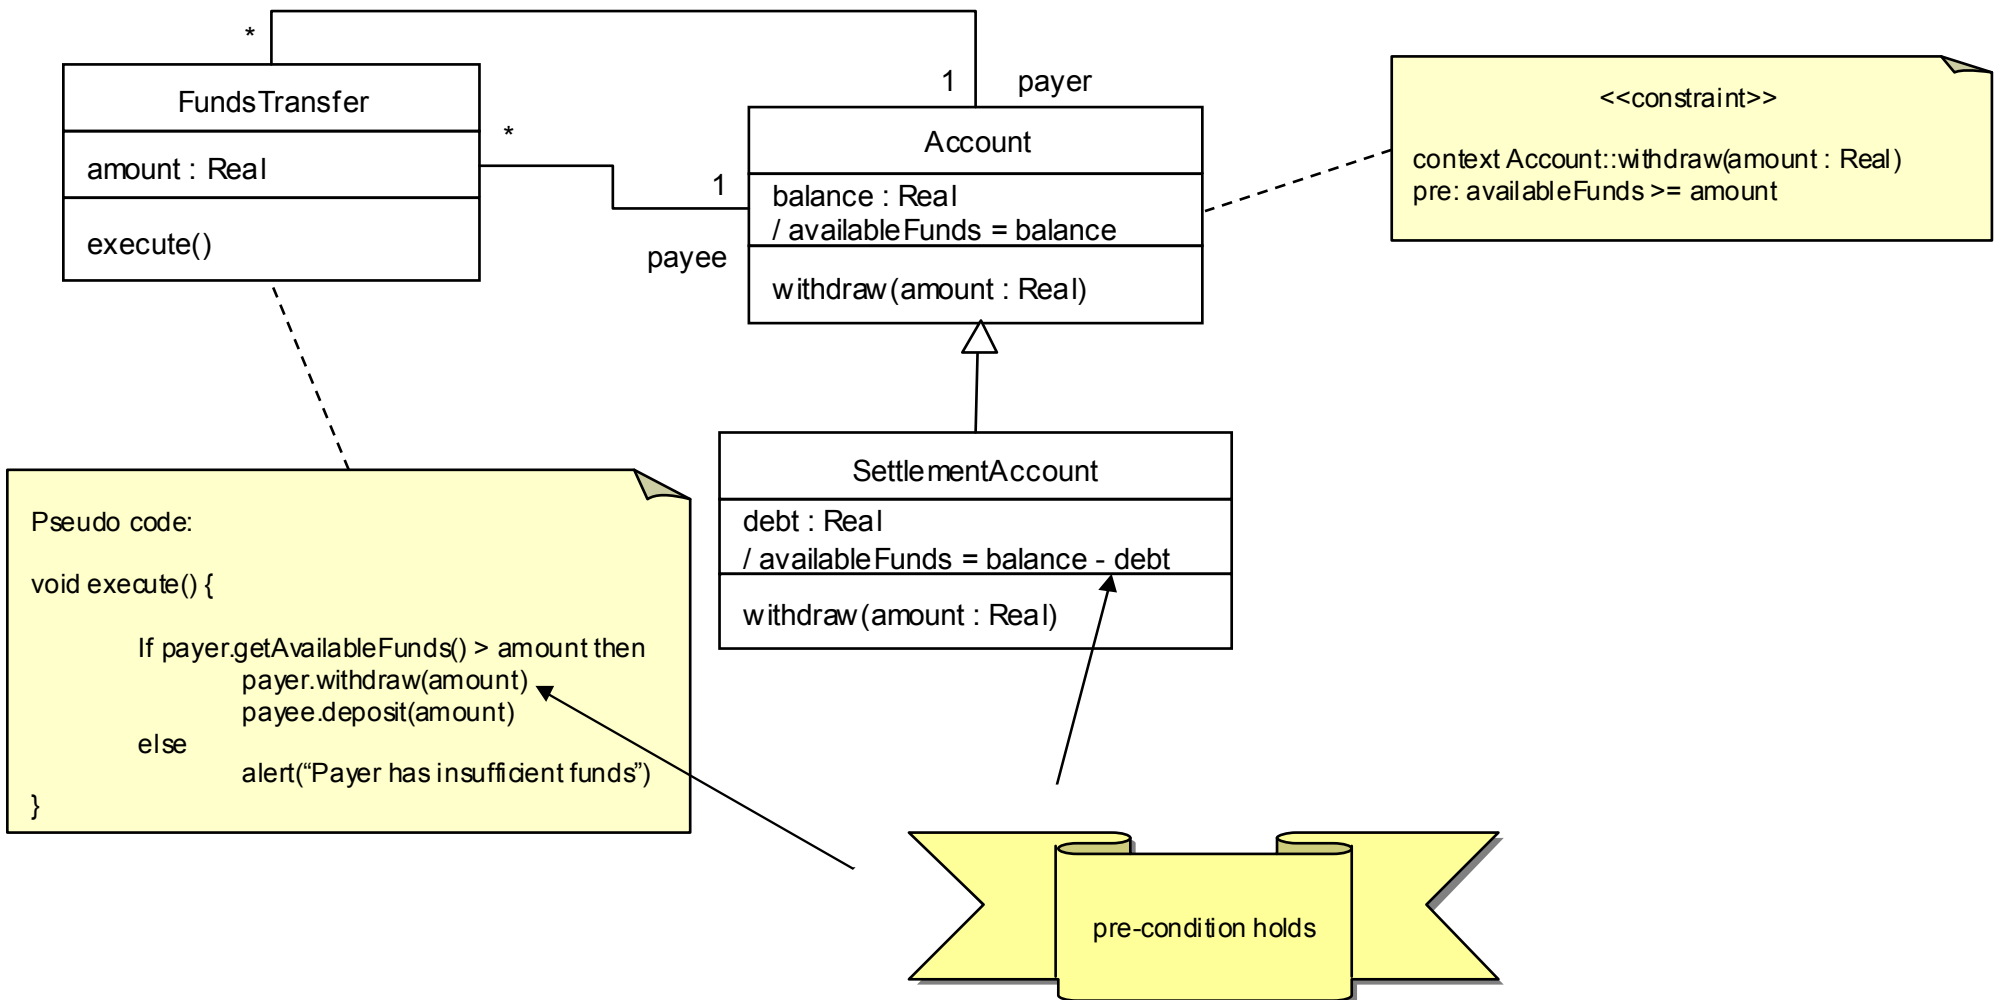 *
FundsTransfer
amount : Real
execute()
*
1 payer
1
payee
Account
balance : Real
/ availableFunds = balance
withdraw(amount : Real)
<<constraint>>
context Account::withdraw(amount : Real)
pre: availableFunds >= amount
SettlementAccount
debt : Real
/ availableFunds = balance - debt
withdraw(amount : Real)
Pseudo code:
void execute() {
If payer.getAvailableFunds() > amount then
payer.withdraw(amount)
payee.deposit(amount)
else
alert(“Payer has insufficient funds”)
}
pre-condition holds